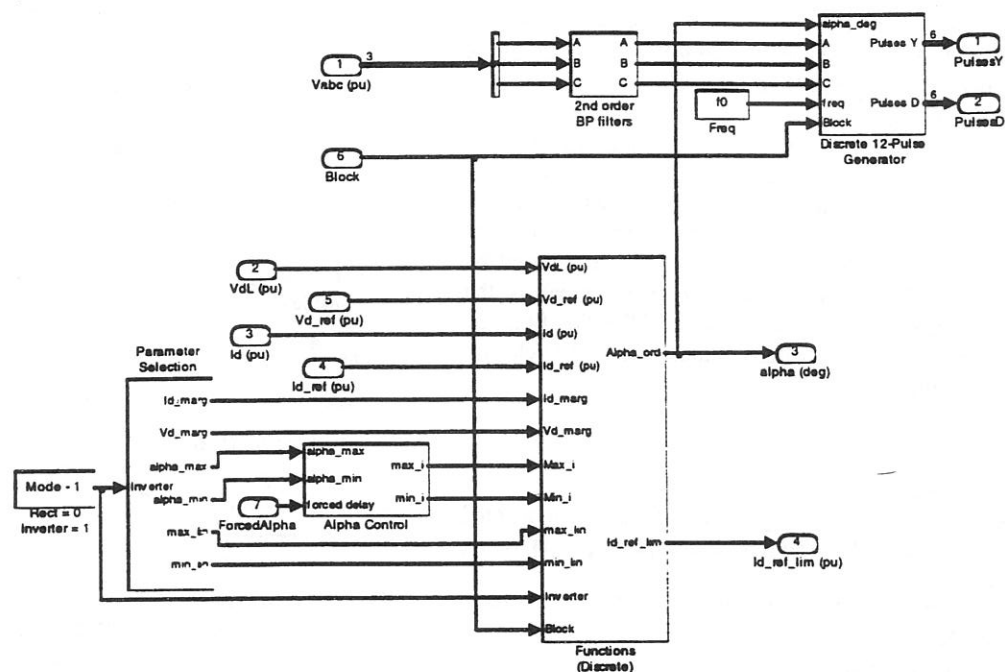 alpha_deg
Pulses Y
6
1
PulsesY
1
3
Vabc (pu)
A
A
A
B
B
B
C
C
C
2nd order
BP filters
f0
Freq
freq
Pulses D
6
2
PulsesD
Block
Discrete 12-Pulse
Generator
6
Block
2
VdL (pu)
VdL (pu)
5
Vd_ref (pu)
Vd_ref (pu)
3
Id (pu)
Id (pu)
Parameter
Selection
4
Id_ref (pu)
Id_ref (pu)
Alpha_ord
3
alpha (deg)
Id_marg
Id_marg
Vd_marg
Vd_marg
alpha_max
alpha_max
max_i
Max_i
Mode - 1
Inverter
alpha_min
alpha_min
min_i
Min_i
Rect = 0
Inverter = 1
7
ForcedAlpha
forced delay
Alpha Control
max_lin
max_lin
Id_ref_lim
4
Id_ref_lim (pu)
min_lin
min_lin
Inverter
Block
Functions
(Discrete)